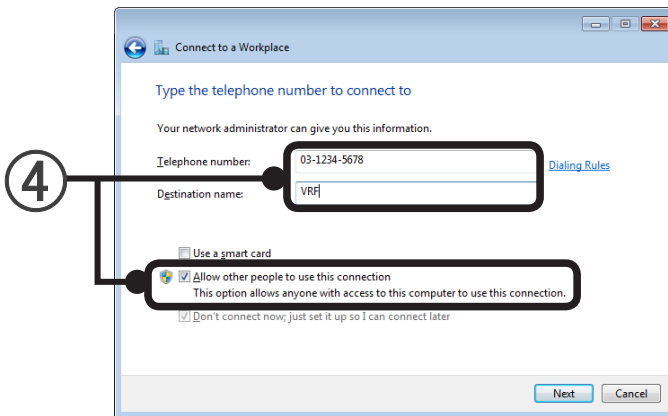 Connect to a Workplace
Type the telephone number to connect to
Your network administrator can give you this information.
Telephone number: 03-1234-5678 Dialing Rules
Destination name: VRF
④
Use a smart card
Allow other people to use this connection
This option allows anyone with access to this computer to use this connection.
Don't connect now; just set it up so I can connect later
Next Cancel